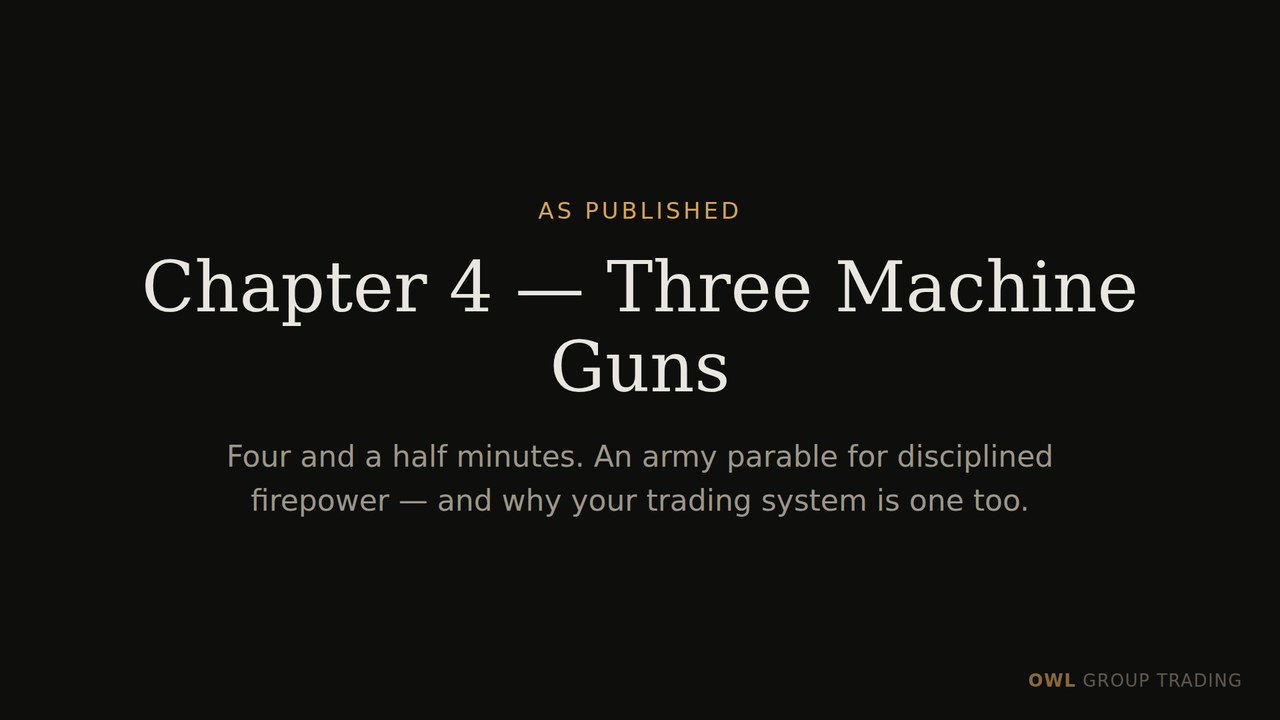 AS PUBLISHED
Chapter 4 — Three Machine
Guns
Four and a half minutes. An army parable for disciplined
firepower — and why your trading system is one too.
OWL GROUP TRADING